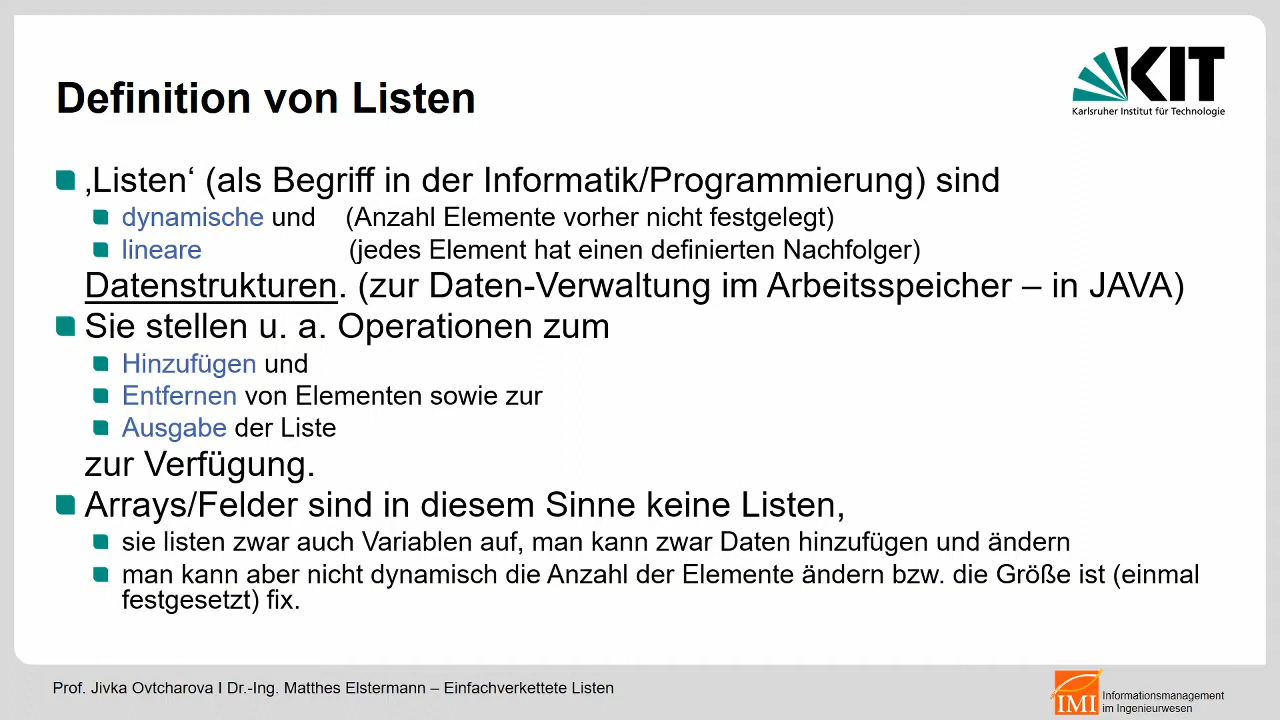 KIT
Karlsruher Institut für Technologie
Definition von Listen
‚Listen‘ (als Begriff in der Informatik/Programmierung) sind
dynamische und (Anzahl Elemente vorher nicht festgelegt)
lineare (jedes Element hat einen definierten Nachfolger)
Datenstrukturen. (zur Daten-Verwaltung im Arbeitsspeicher – in JAVA)
Sie stellen u. a. Operationen zum
Hinzufügen und
Entfernen von Elementen sowie zur
Ausgabe der Liste
zur Verfügung.
Arrays/Felder sind in diesem Sinne keine Listen,
sie listen zwar auch Variablen auf, man kann zwar Daten hinzufügen und ändern
man kann aber nicht dynamisch die Anzahl der Elemente ändern bzw. die Größe ist (einmal
festgesetzt) fix.
Prof. Jivka Ovtcharova I Dr.-Ing. Matthes Elstermann – Einfachverkettete Listen
IMI
Informationsmanagement
im Ingenieurwesen